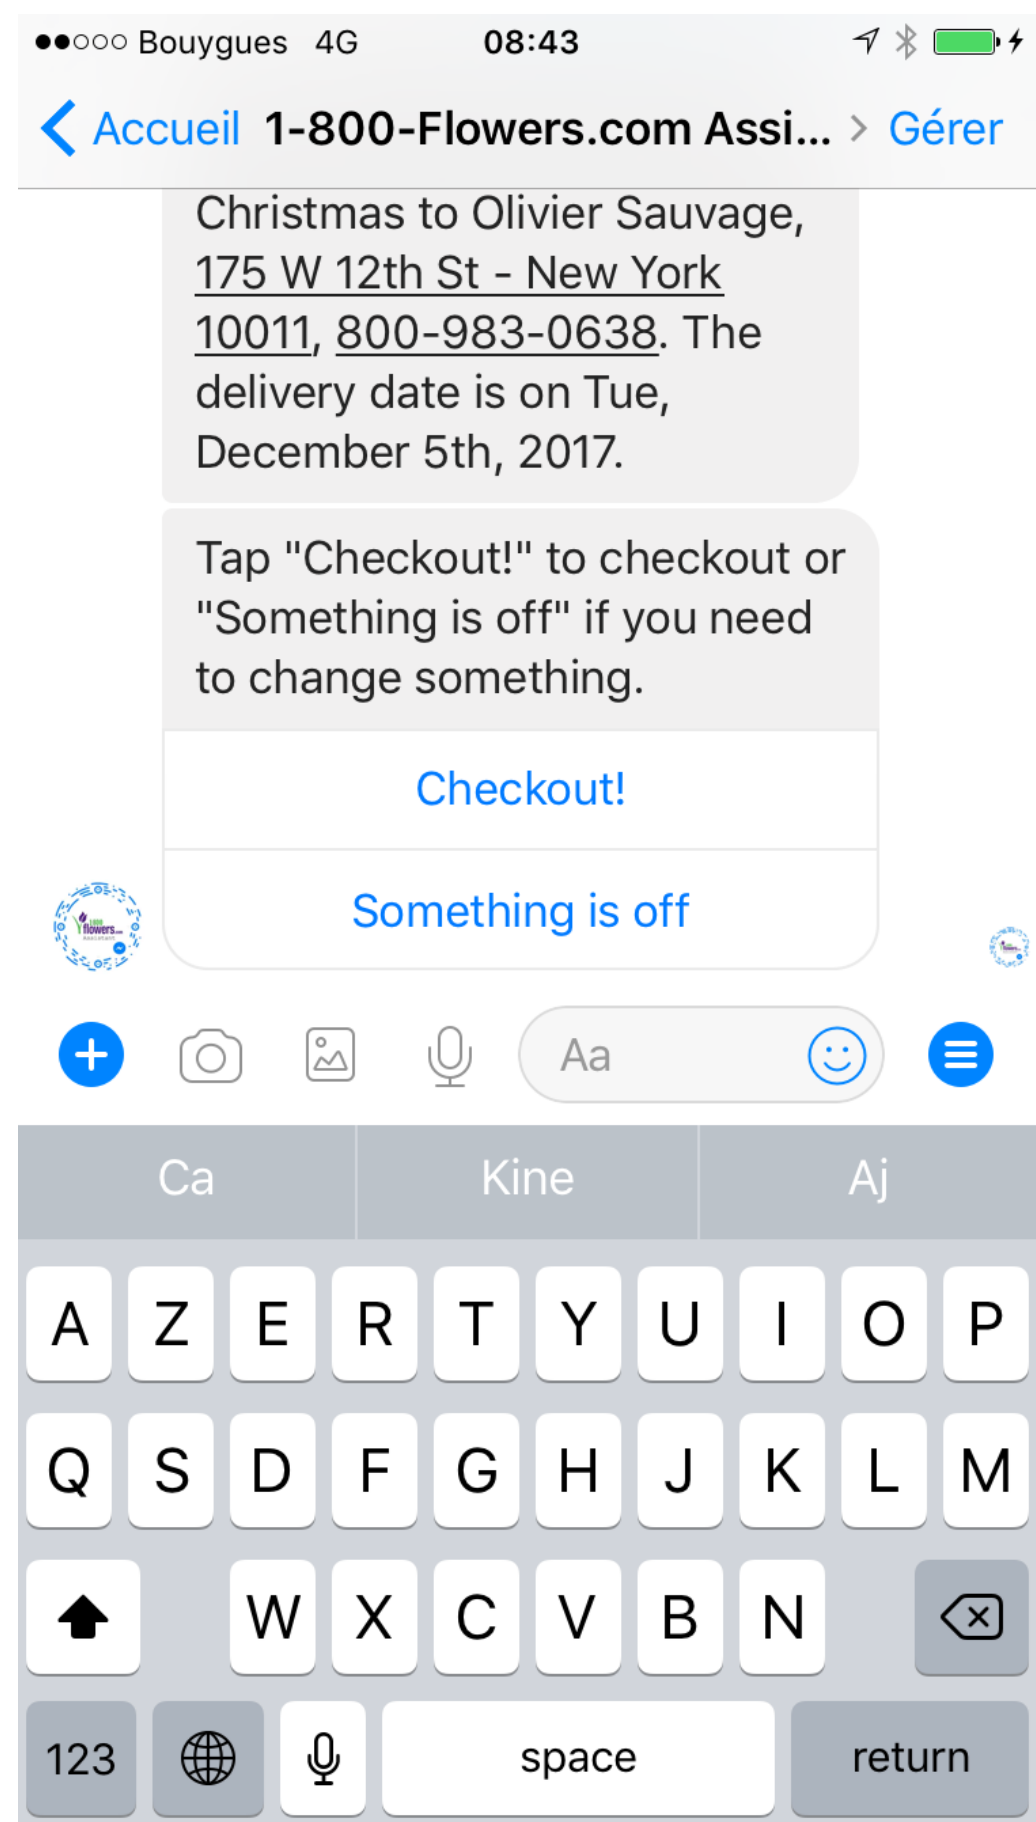 Bouygues 4G 08:43
Accueil 1-800-Flowers.com Assi... > Gérer
Christmas to Olivier Sauvage,
175 W 12th St - New York
10011, 800-983-0638. The
delivery date is on Tue,
December 5th, 2017.
Tap "Checkout!" to checkout or
"Something is off" if you need
to change something.
Checkout!
Something is off
flowers
Aa
Ca Kine Aj
A Z E R T Y U I O P
Q S D F G H J K L M
W X C V B N
123 space return